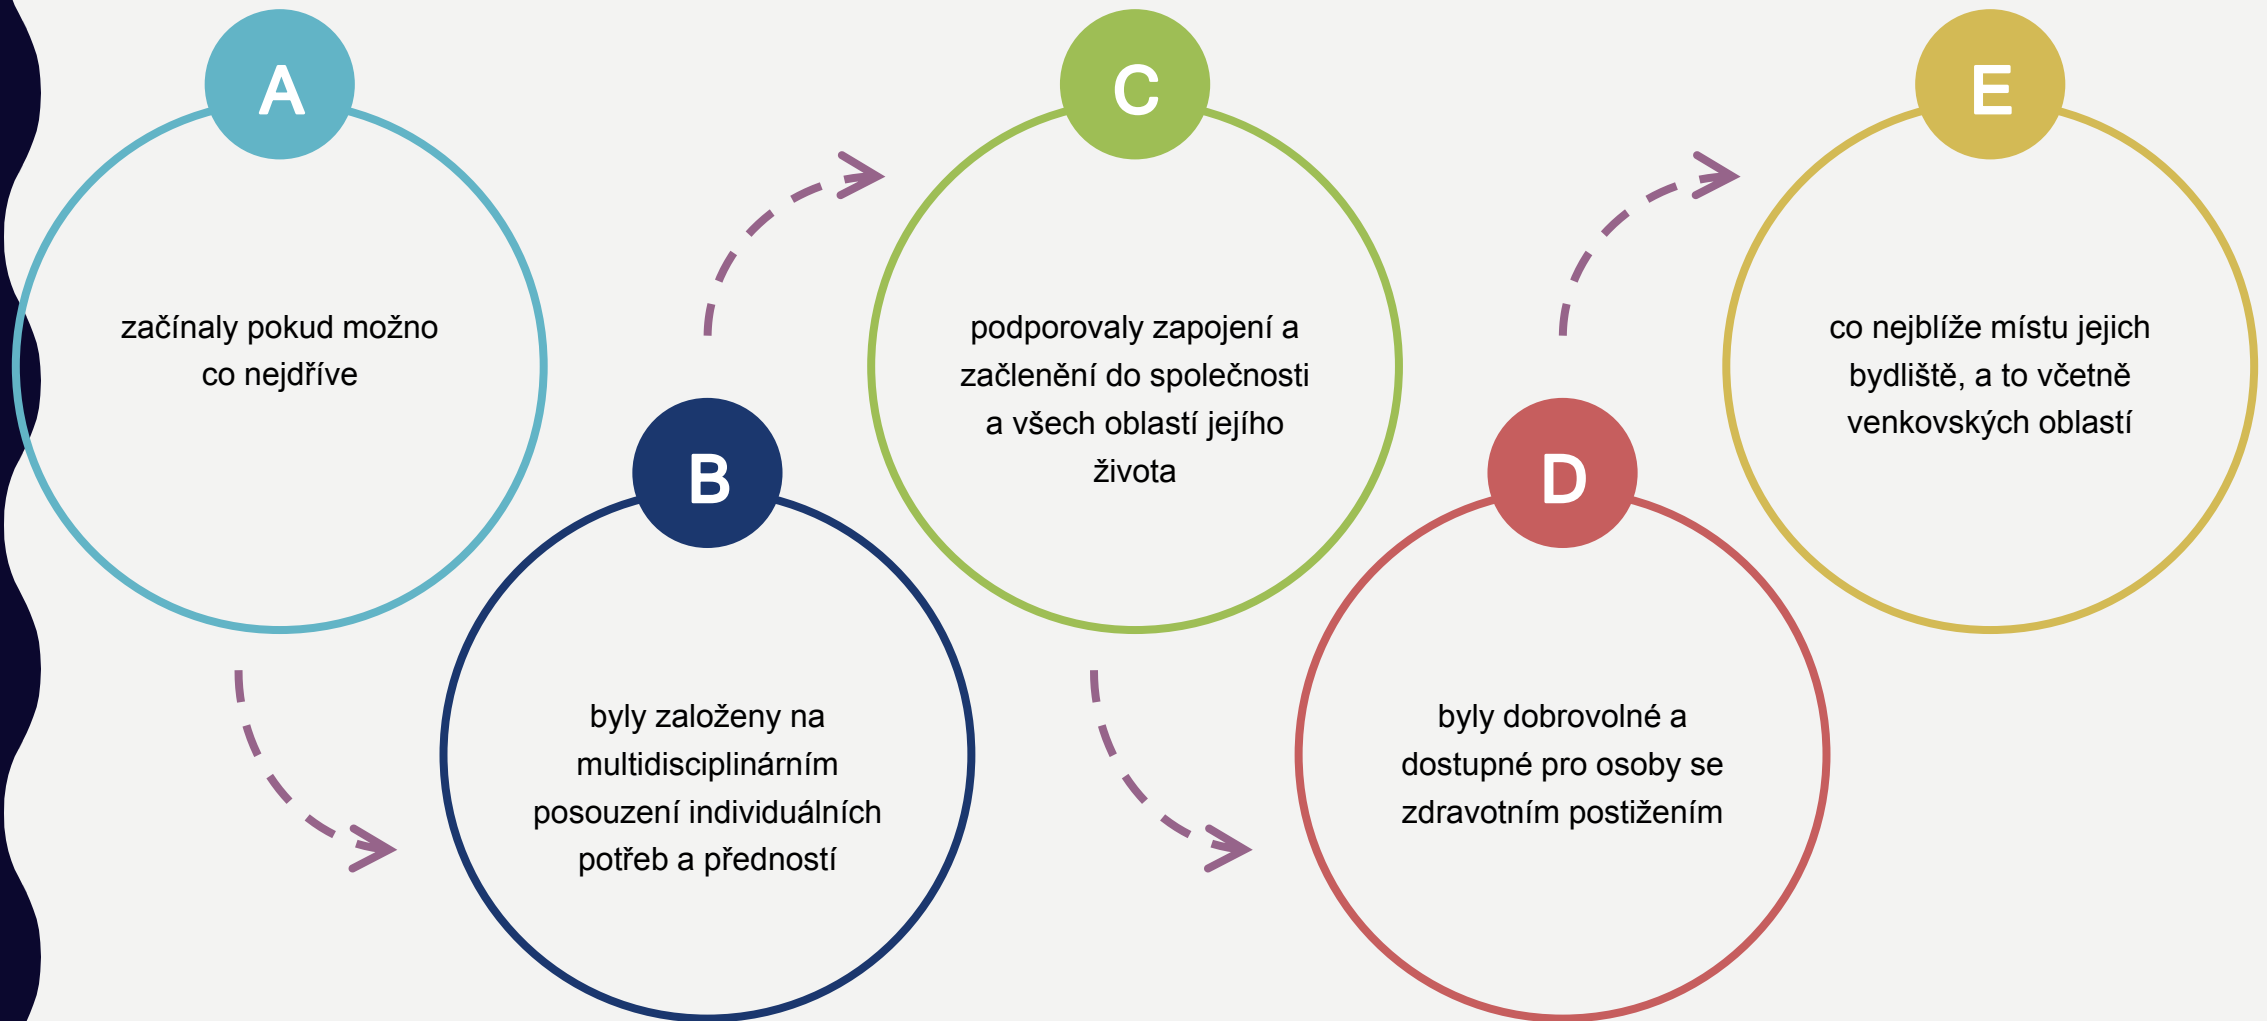 A
začínaly pokud možno
co nejdříve
B
byly založeny na
multidisciplinárním
posouzení individuálních
potřeb a předností
C
podporovaly zapojení a
začlenění do společnosti
a všech oblastí jejího
života
D
byly dobrovolné a
dostupné pro osoby se
zdravotním postižením
E
co nejblíže místu jejich
bydliště, a to včetně
venkovských oblastí